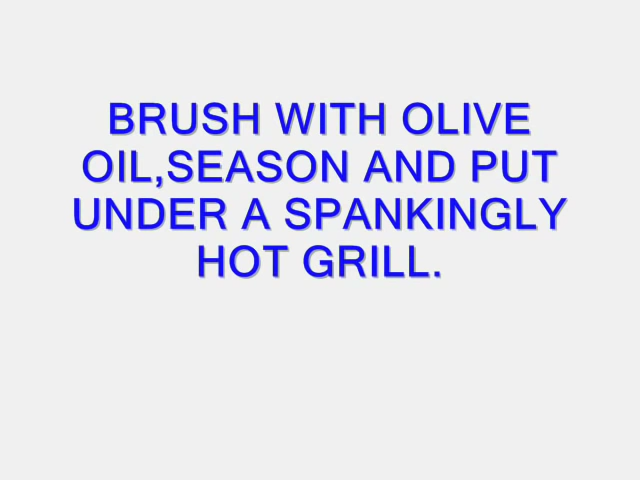 BRUSH WITH OLIVE
OIL,SEASON AND PUT
UNDER A SPANKINGLY
HOT GRILL.